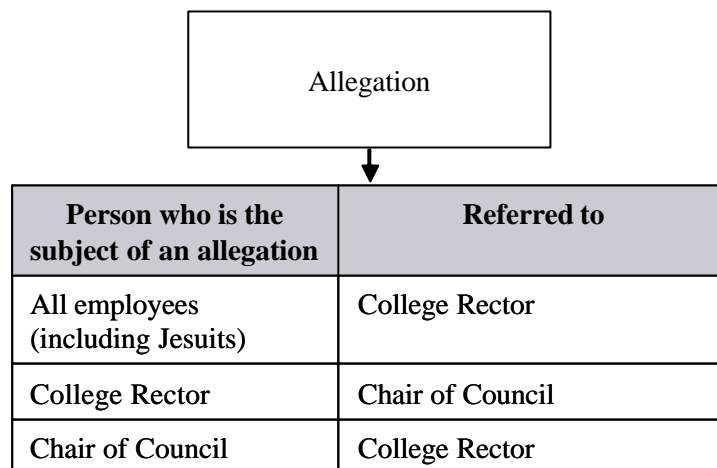 Allegation
Person who is the
subject of an allegation
Referred to
All employees
(including Jesuits)
College Rector
College Rector
Chair of Council
Chair of Council
College Rector